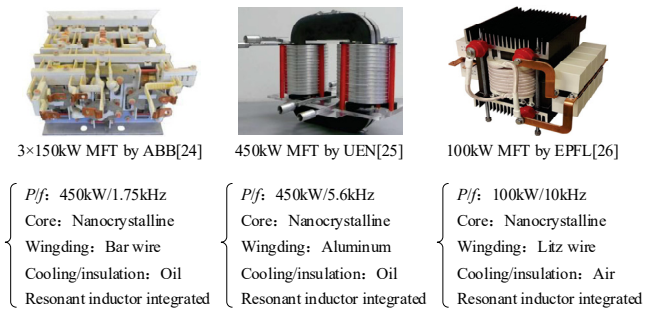 3×150kW MFT by ABB[24]
450kW MFT by UEN[25]
100kW MFT by EPFL[26]
P/f： 450kW/1.75kHz
Core：Nanocrystalline
Wingding：Bar wire
Cooling/insulation：Oil
Resonant inductor integrated
P/f： 450kW/5.6kHz
Core：Nanocrystalline
Wingding：Aluminum
Cooling/insulation：Oil
Resonant inductor integrated
P/f： 100kW/10kHz
Core：Nanocrystalline
Wingding：Litz wire
Cooling/insulation：Air
Resonant inductor integrated